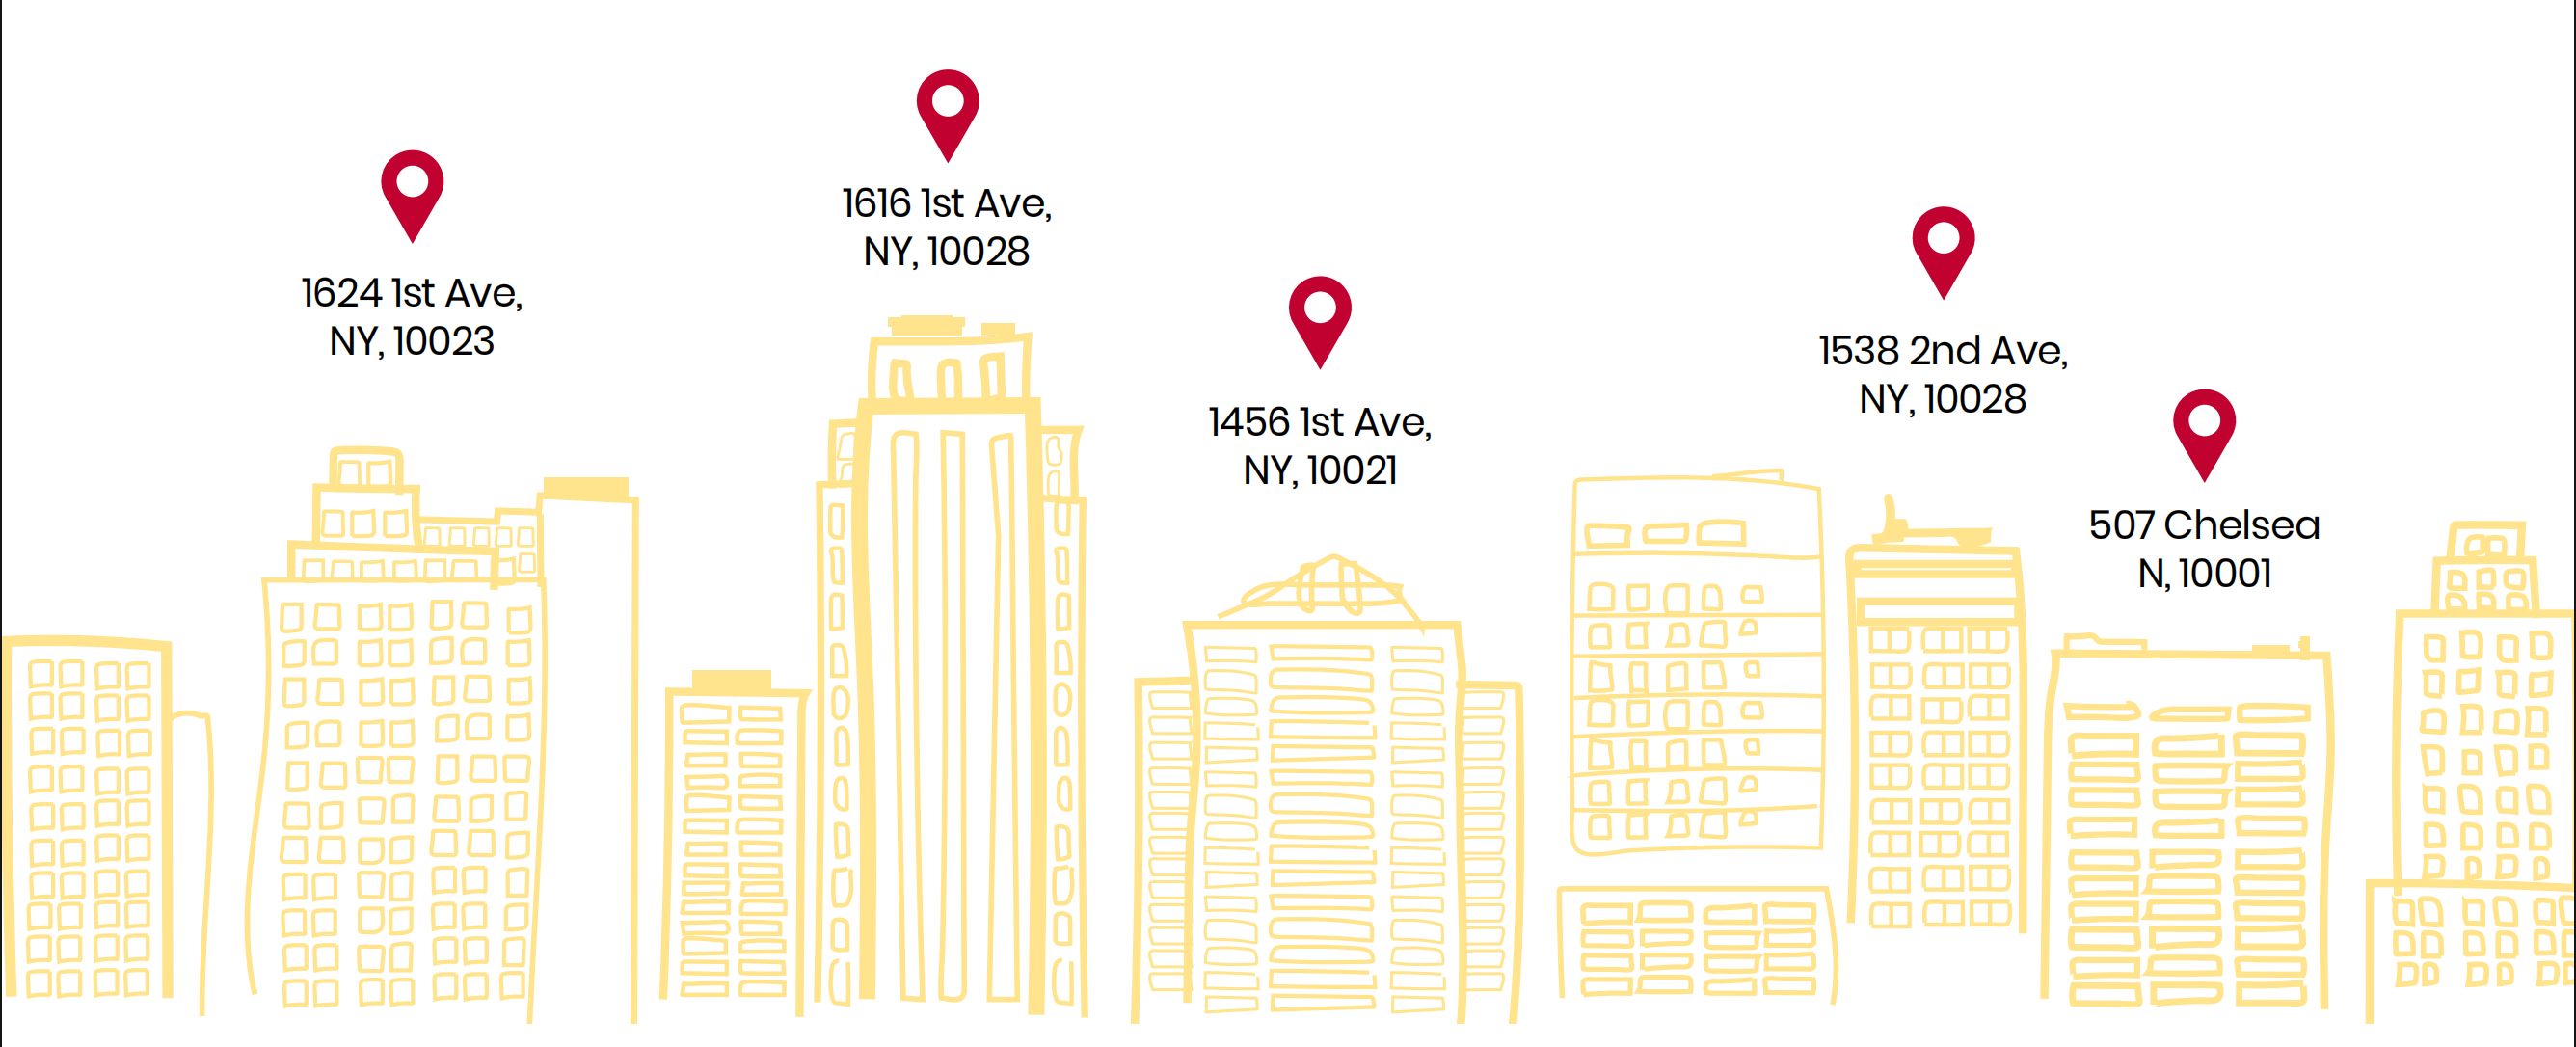 1624 1st Ave,
NY, 10023
1616 1st Ave,
NY, 10028
1456 1st Ave,
NY, 10021
1538 2nd Ave,
NY, 10028
507 Chelsea
N, 10001